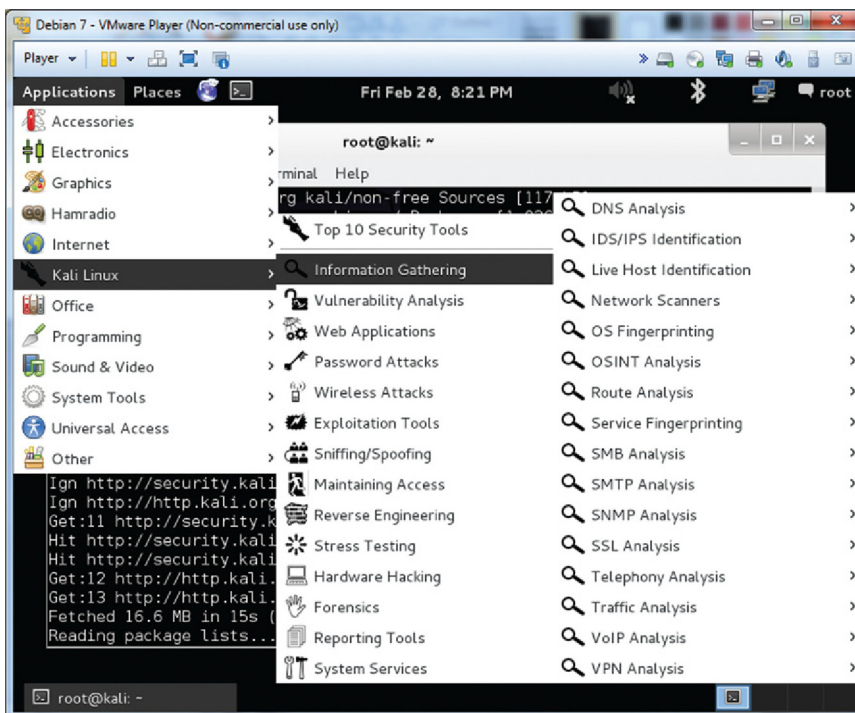 Debian 7 - VMware Player (Non-commercial use only)
Player
Applications Places Fri Feb 28, 8:21 PM root
root@kali: ~
rminal Help
rg kali/non-free Sources [117
Accessories
Electronics
Graphics
Hamradio
Internet
Kali Linux
Office
Programming
Sound & Video
System Tools
Universal Access
Other
Top 10 Security Tools
Information Gathering
Vulnerability Analysis
Web Applications
Password Attacks
Wireless Attacks
Exploitation Tools
Sniffing/Spoofing
Maintaining Access
Reverse Engineering
Stress Testing
Hardware Hacking
Forensics
Reporting Tools
System Services
DNS Analysis
IDS/IPS Identification
Live Host Identification
Network Scanners
OS Fingerprinting
OSINT Analysis
Route Analysis
Service Fingerprinting
SMB Analysis
SMTP Analysis
SNMP Analysis
SSL Analysis
Telephony Analysis
Traffic Analysis
VoIP Analysis
VPN Analysis
Ign http://security.kali
Ign http://http.kali.org
Get:11 http://security.k
Hit http://security.kali
Hit http://security.kali
Get:12 http://http.kali.
Get:13 http://http.kali.
Fetched 16.6 MB in 15s (
Reading package lists...
root@kali: ~